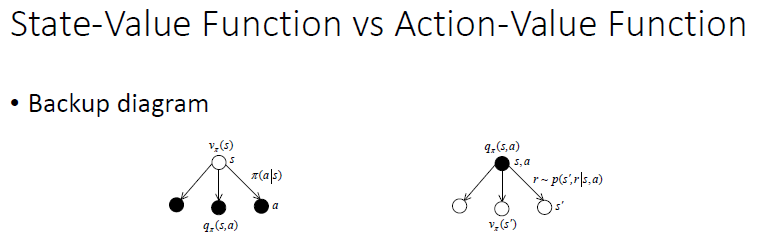 State-Value Function vs Action-Value Function
• Backup diagram
vπ(s)
s
π(a|s)
a
qπ(s,a)
qπ(s,a)
s,a
r ~ p(s',r|s,a)
s'
vπ(s')